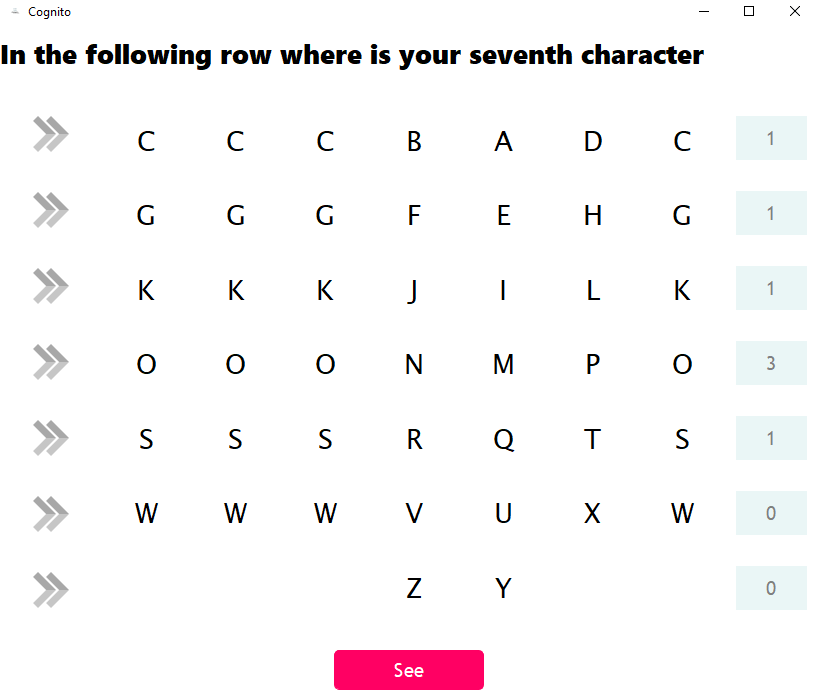 Cognito
In the following row where is your seventh character
C C C B A D C 1
G G G F E H G 1
K K K J I L K 1
O O O N M P O 3
S S S R Q T S 1
W W W V U X W 0
Z Y 0
See